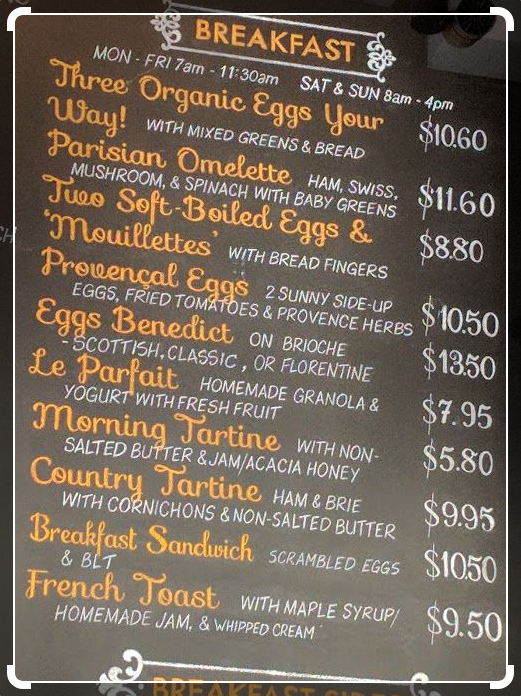 BREAKFAST
MON - FRI 7am - 11:30am SAT & SUN 8am - 4pm
Three Organic Eggs Your
Way! WITH MIXED GREENS & BREAD $10.60
Parisian Omelette HAM, SWISS,
MUSHROOM, & SPINACH WITH BABY GREENS $11.60
Two Soft-Boiled Eggs &
'Mouillettes' WITH BREAD FINGERS $8.80
Provençal Eggs 2 SUNNY SIDE-UP
EGGS, FRIED TOMATOES & PROVENCE HERBS $10.50
Eggs Benedict ON BRIOCHE
- SCOTTISH, CLASSIC, OR FLORENTINE $13.50
Le Parfait HOMEMADE GRANOLA &
YOGURT WITH FRESH FRUIT $7.95
Morning Tartine WITH NON-
SALTED BUTTER & JAM/ACACIA HONEY $5.80
Country Tartine HAM & BRIE
WITH CORNICHONS & NON-SALTED BUTTER $9.95
Breakfast Sandwich SCRAMBLED EGGS
& BLT $10.50
French Toast WITH MAPLE SYRUP/
HOMEMADE JAM, & WHIPPED CREAM $9.50